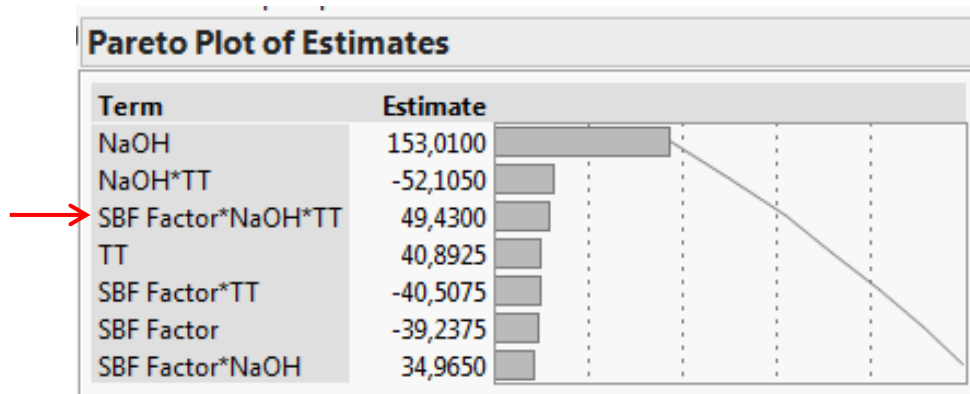 Pareto Plot of Estimates
Term Estimate
NaOH 153,0100
NaOH*TT -52,1050
SBF Factor*NaOH*TT 49,4300
TT 40,8925
SBF Factor*TT -40,5075
SBF Factor -39,2375
SBF Factor*NaOH 34,9650